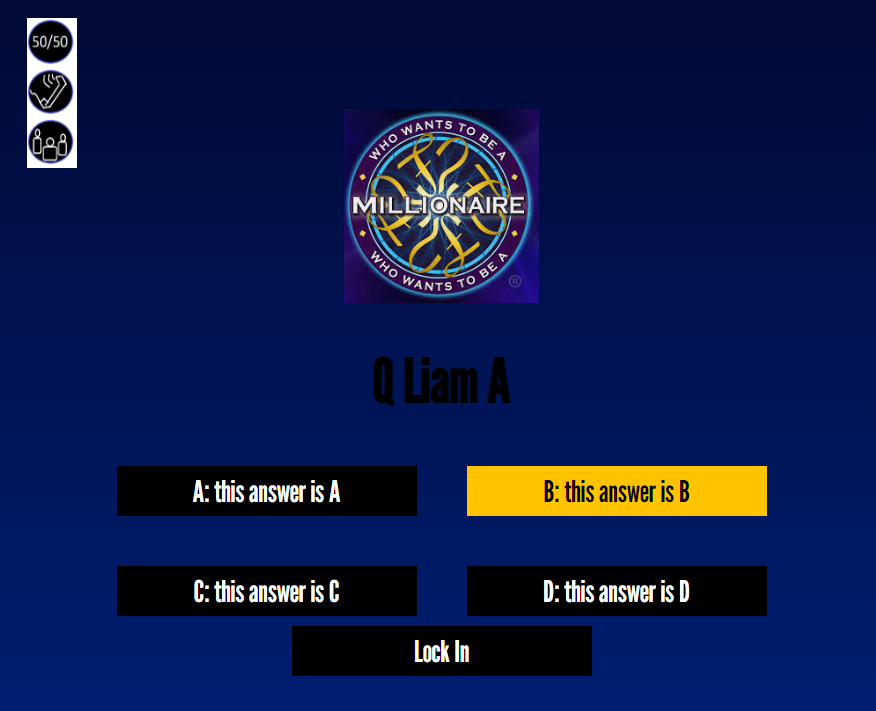 50/50
WHO WANTS TO BE A
MILLIONAIRE
WHO WANTS TO BE A
®
Q Liam A
A: this answer is A
B: this answer is B
C: this answer is C
D: this answer is D
Lock In